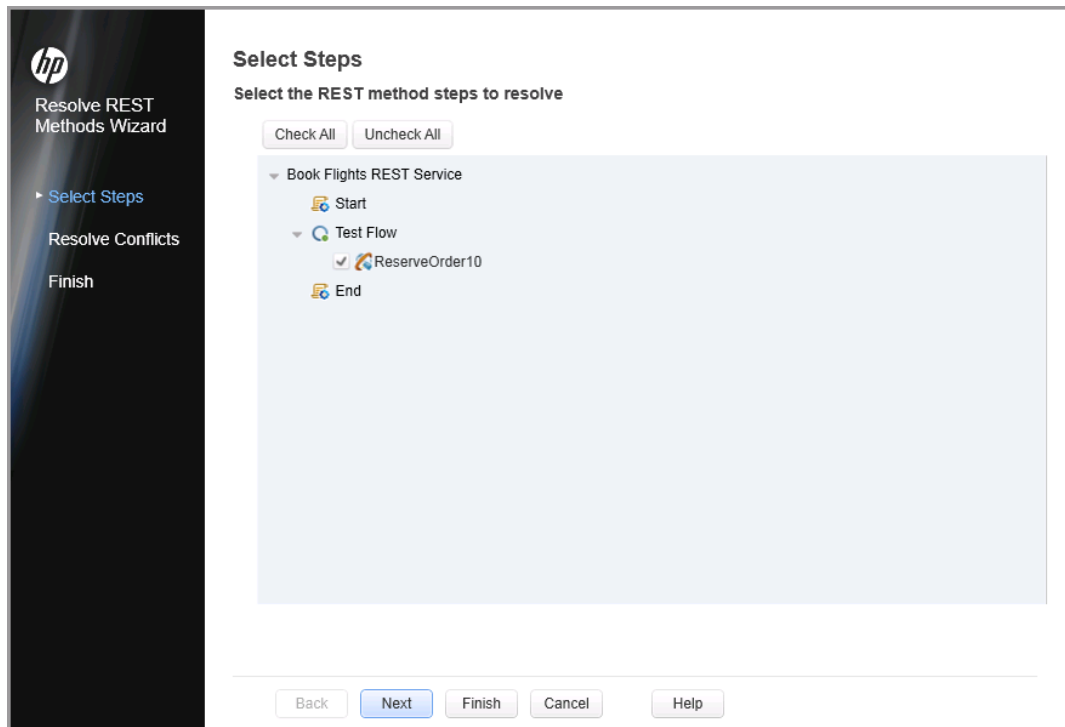 hp
Resolve REST
Methods Wizard
Select Steps
Resolve Conflicts
Finish
Select Steps
Select the REST method steps to resolve
Check All Uncheck All
Book Flights REST Service
Start
Test Flow
ReserveOrder10
End
Back Next Finish Cancel Help